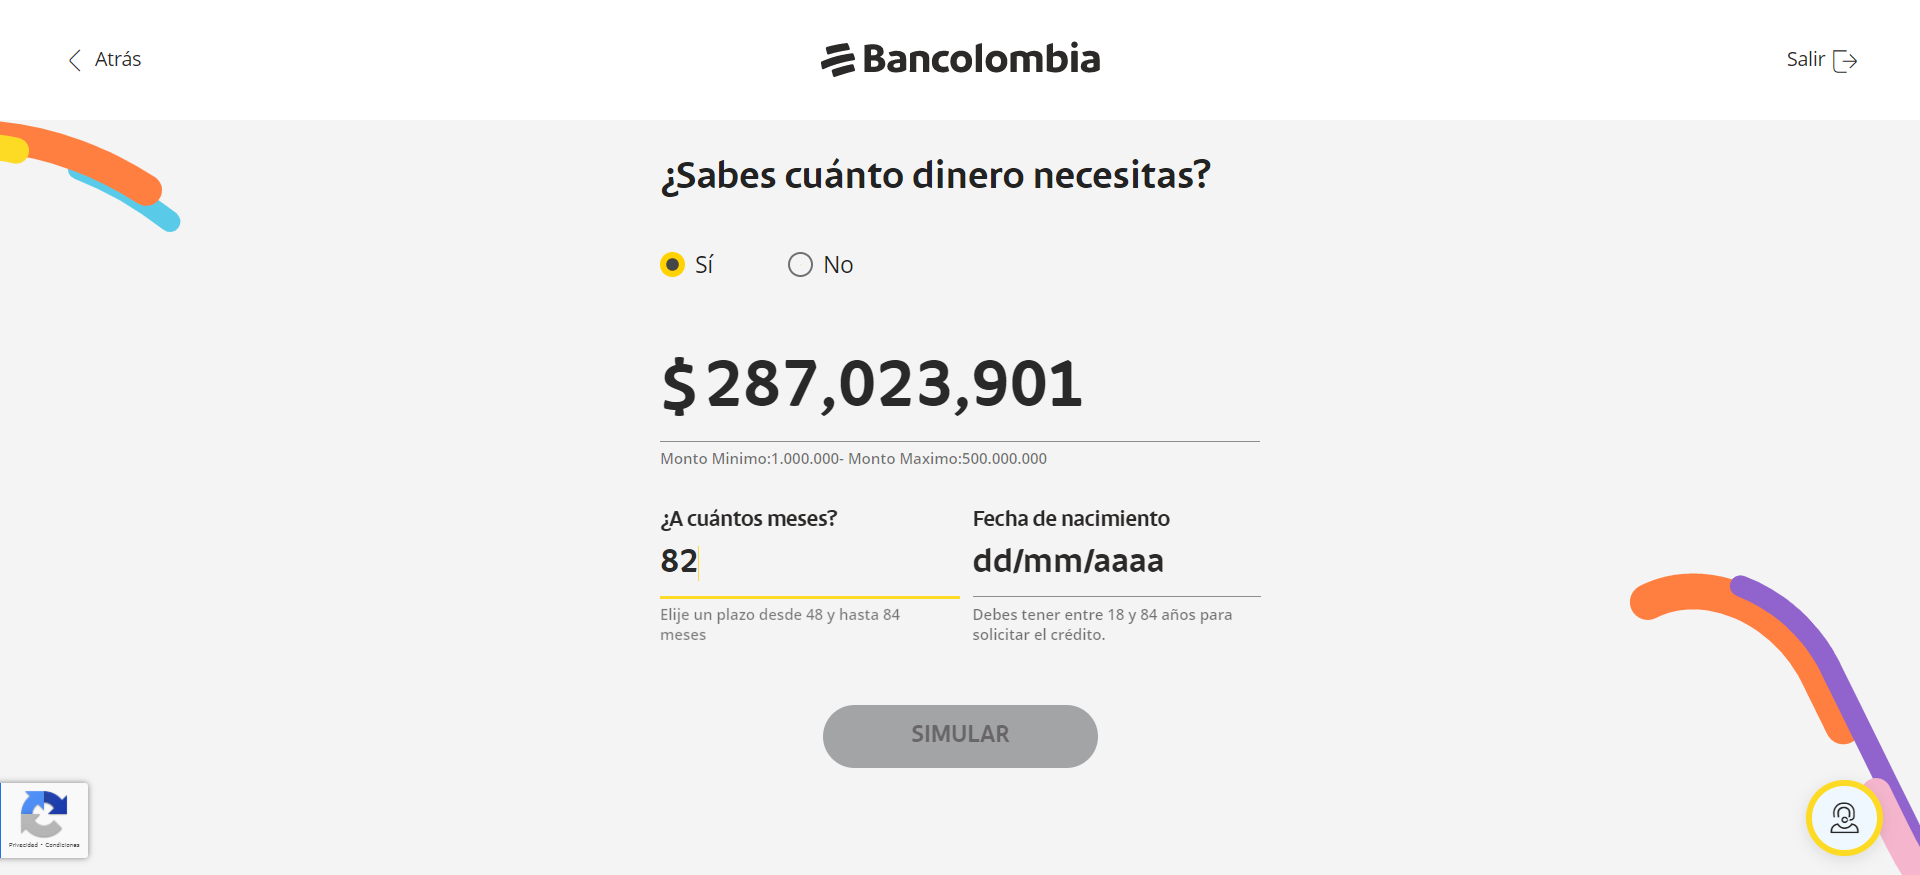 Atrás
Bancolombia
Salir
¿Sabes cuánto dinero necesitas?
Sí
No
$287,023,901
Monto Minimo:1.000.000- Monto Maximo:500.000.000
¿A cuántos meses?
82
Elije un plazo desde 48 y hasta 84
meses
Fecha de nacimiento
dd/mm/aaaa
Debes tener entre 18 y 84 años para
solicitar el crédito.
SIMULAR
Privacidad - Condiciones